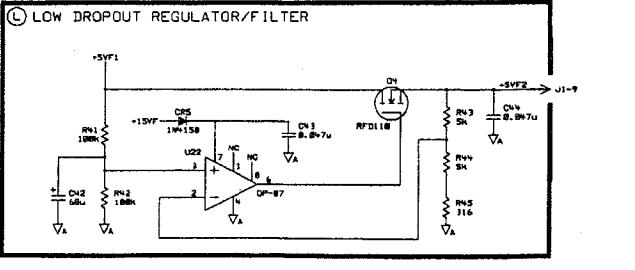 L LOW DROPOUT REGULATOR/FILTER
+5VF1
Q4
+5VF2
J1-9
CR5
+15VF
1N4150
C43
0.047u
RFD110
R43
5K
C44
0.047u
R41
100K
U22
NC
NC
7
1
8
3
+
6
OP-07
2
-
4
R44
5K
C42
68u
+
R42
100K
R45
316
A
A
A
A
A
A